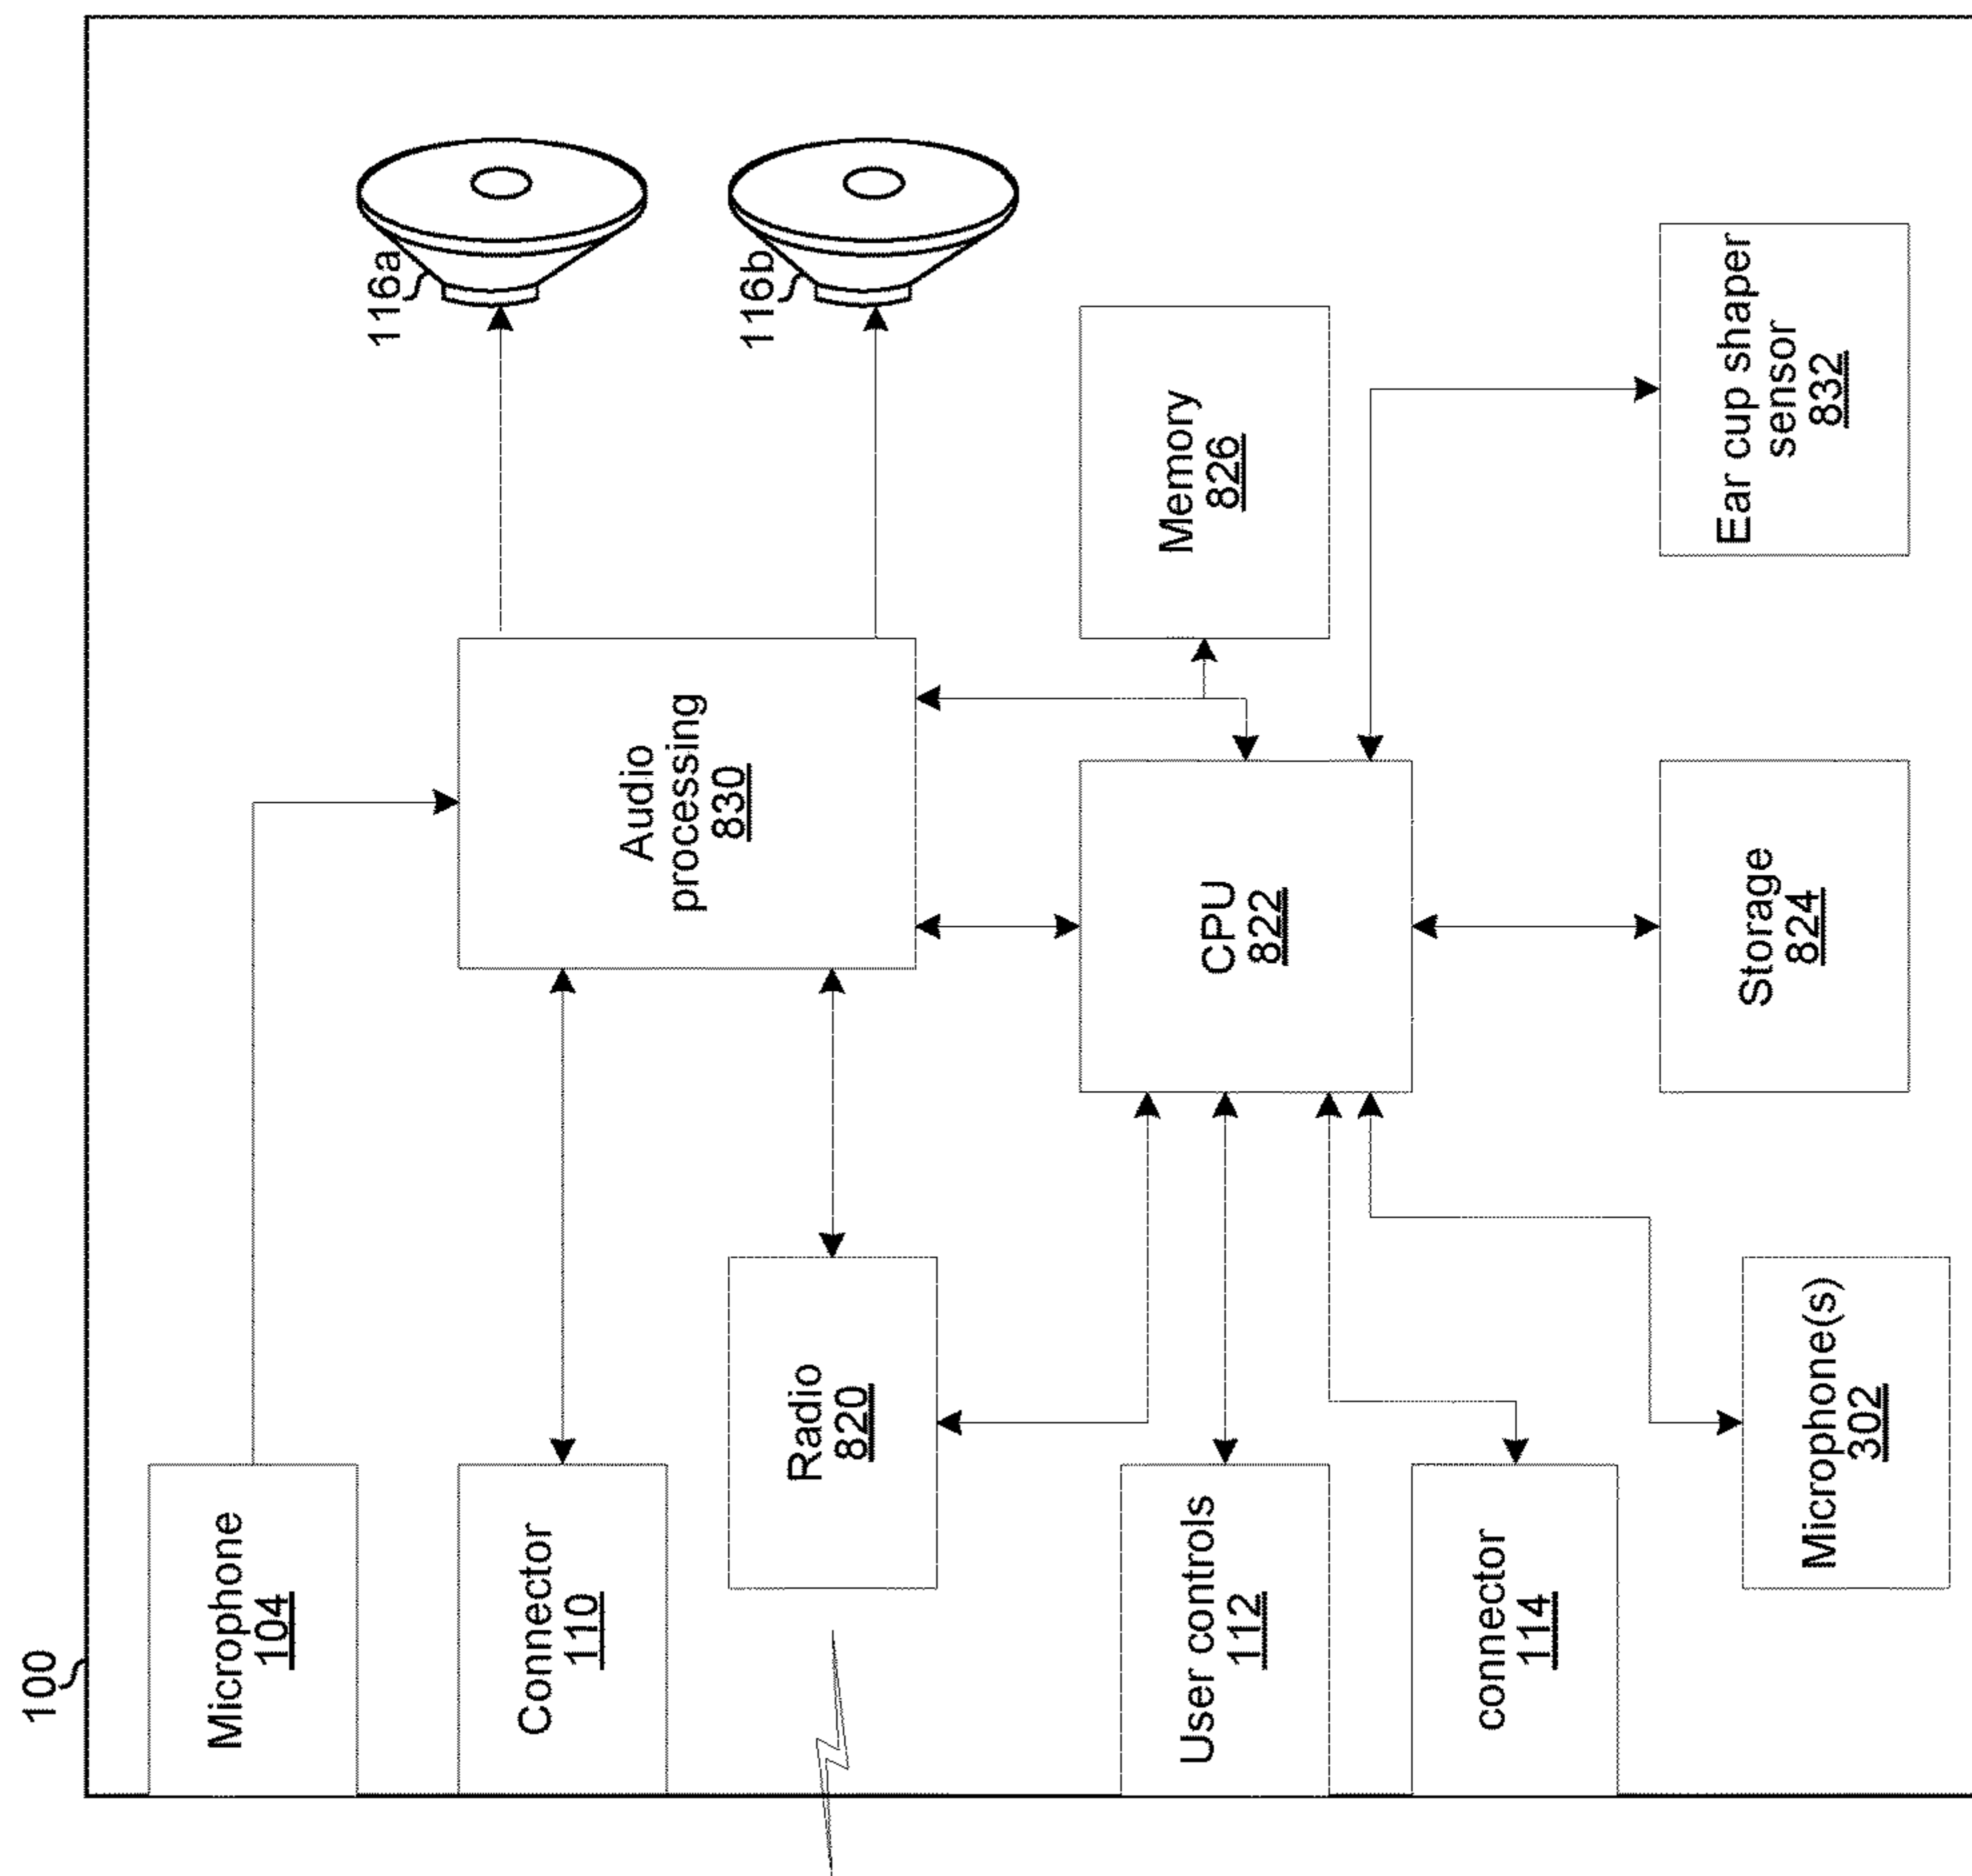 100
Microphone
104
Connector
110
Radio
820
User controls
112
connector
114
Microphone(s)
302
Audio
processing
830
CPU
822
Storage
824
116a
116b
Memory
826
Ear cup shaper
sensor
832